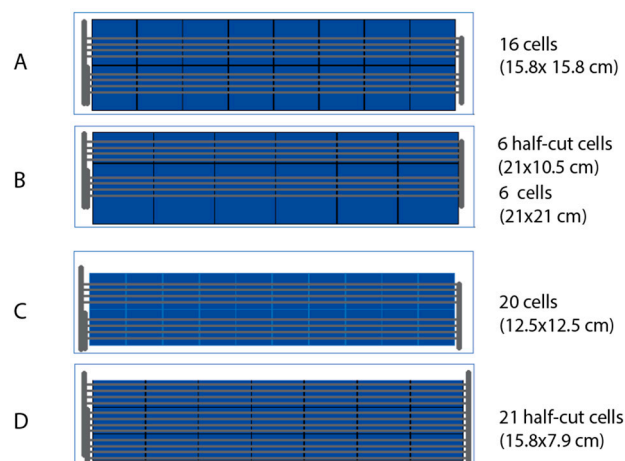 A
16 cells
(15.8x 15.8 cm)
B
6 half-cut cells
(21x10.5 cm)
6 cells
(21x21 cm)
C
20 cells
(12.5x12.5 cm)
D
21 half-cut cells
(15.8x7.9 cm)